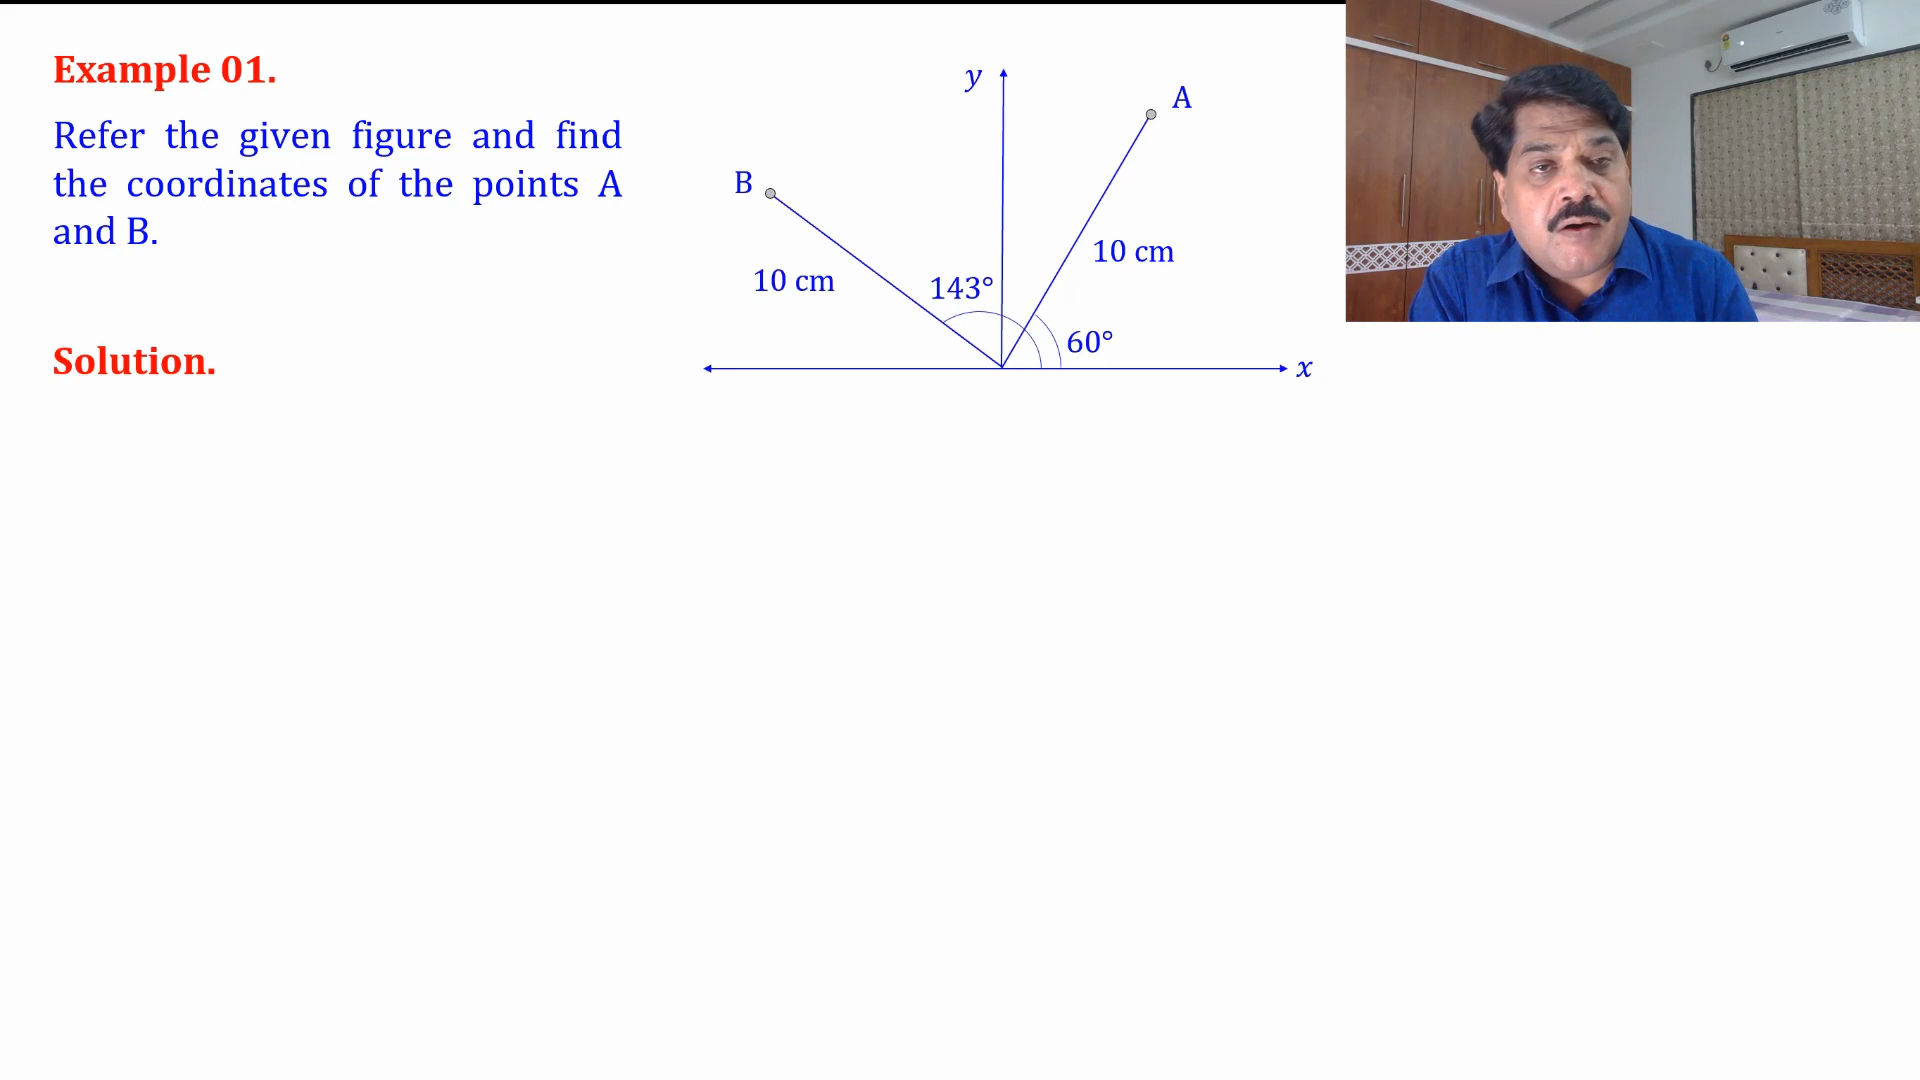 Example 01.
Refer the given figure and find
the coordinates of the points A
and B.
Solution.
y
A
B
10 cm
10 cm
143°
60°
x